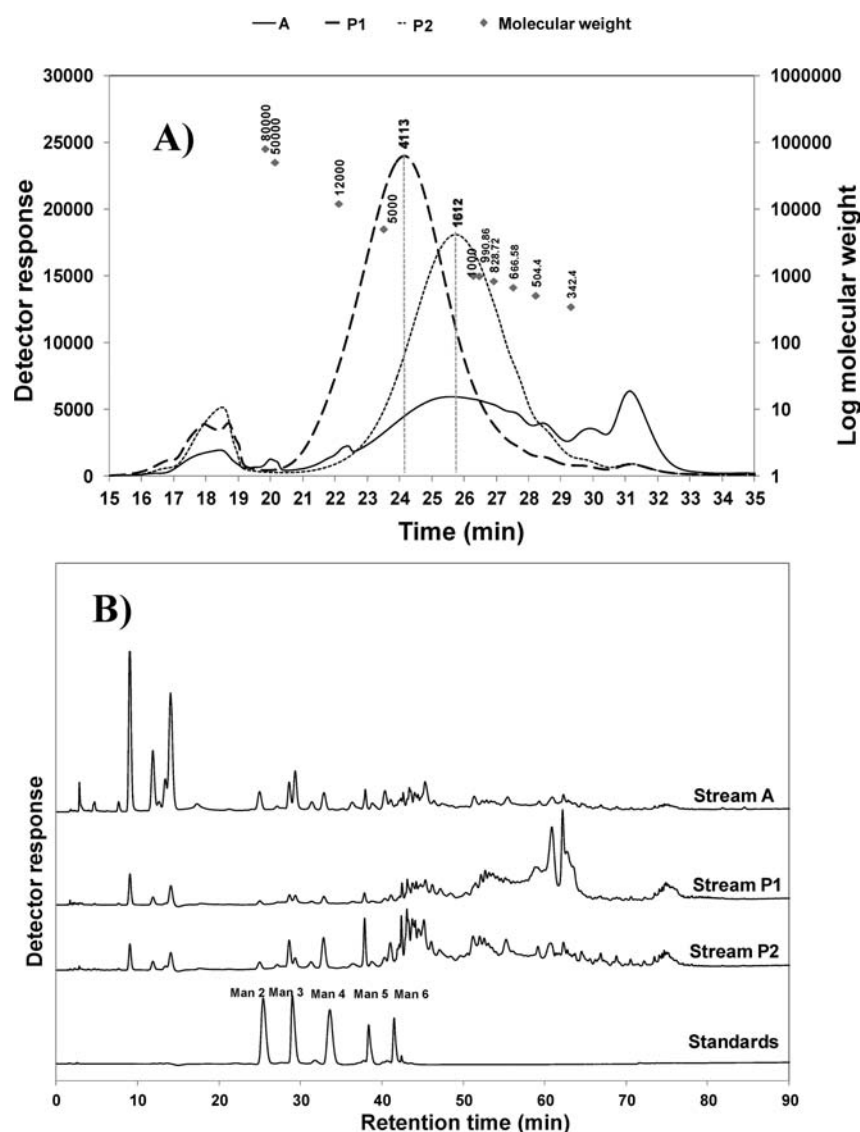 A P1 P2 Molecular weight
A)
30000
25000
20000
15000
10000
5000
0
Detector response
1000000
100000
10000
1000
100
10
1
Log molecular weight
80000
50000
12000
5000
4113
1612
1000
990.86
828.72
666.58
504.4
342.4
15 16 17 18 19 20 21 22 23 24 25 26 27 28 29 30 31 32 33 34 35
Time (min)
B)
Detector response
Stream A
Stream P1
Stream P2
Man 2 Man 3 Man 4 Man 5 Man 6
Standards
0 10 20 30 40 50 60 70 80 90
Retention time (min)